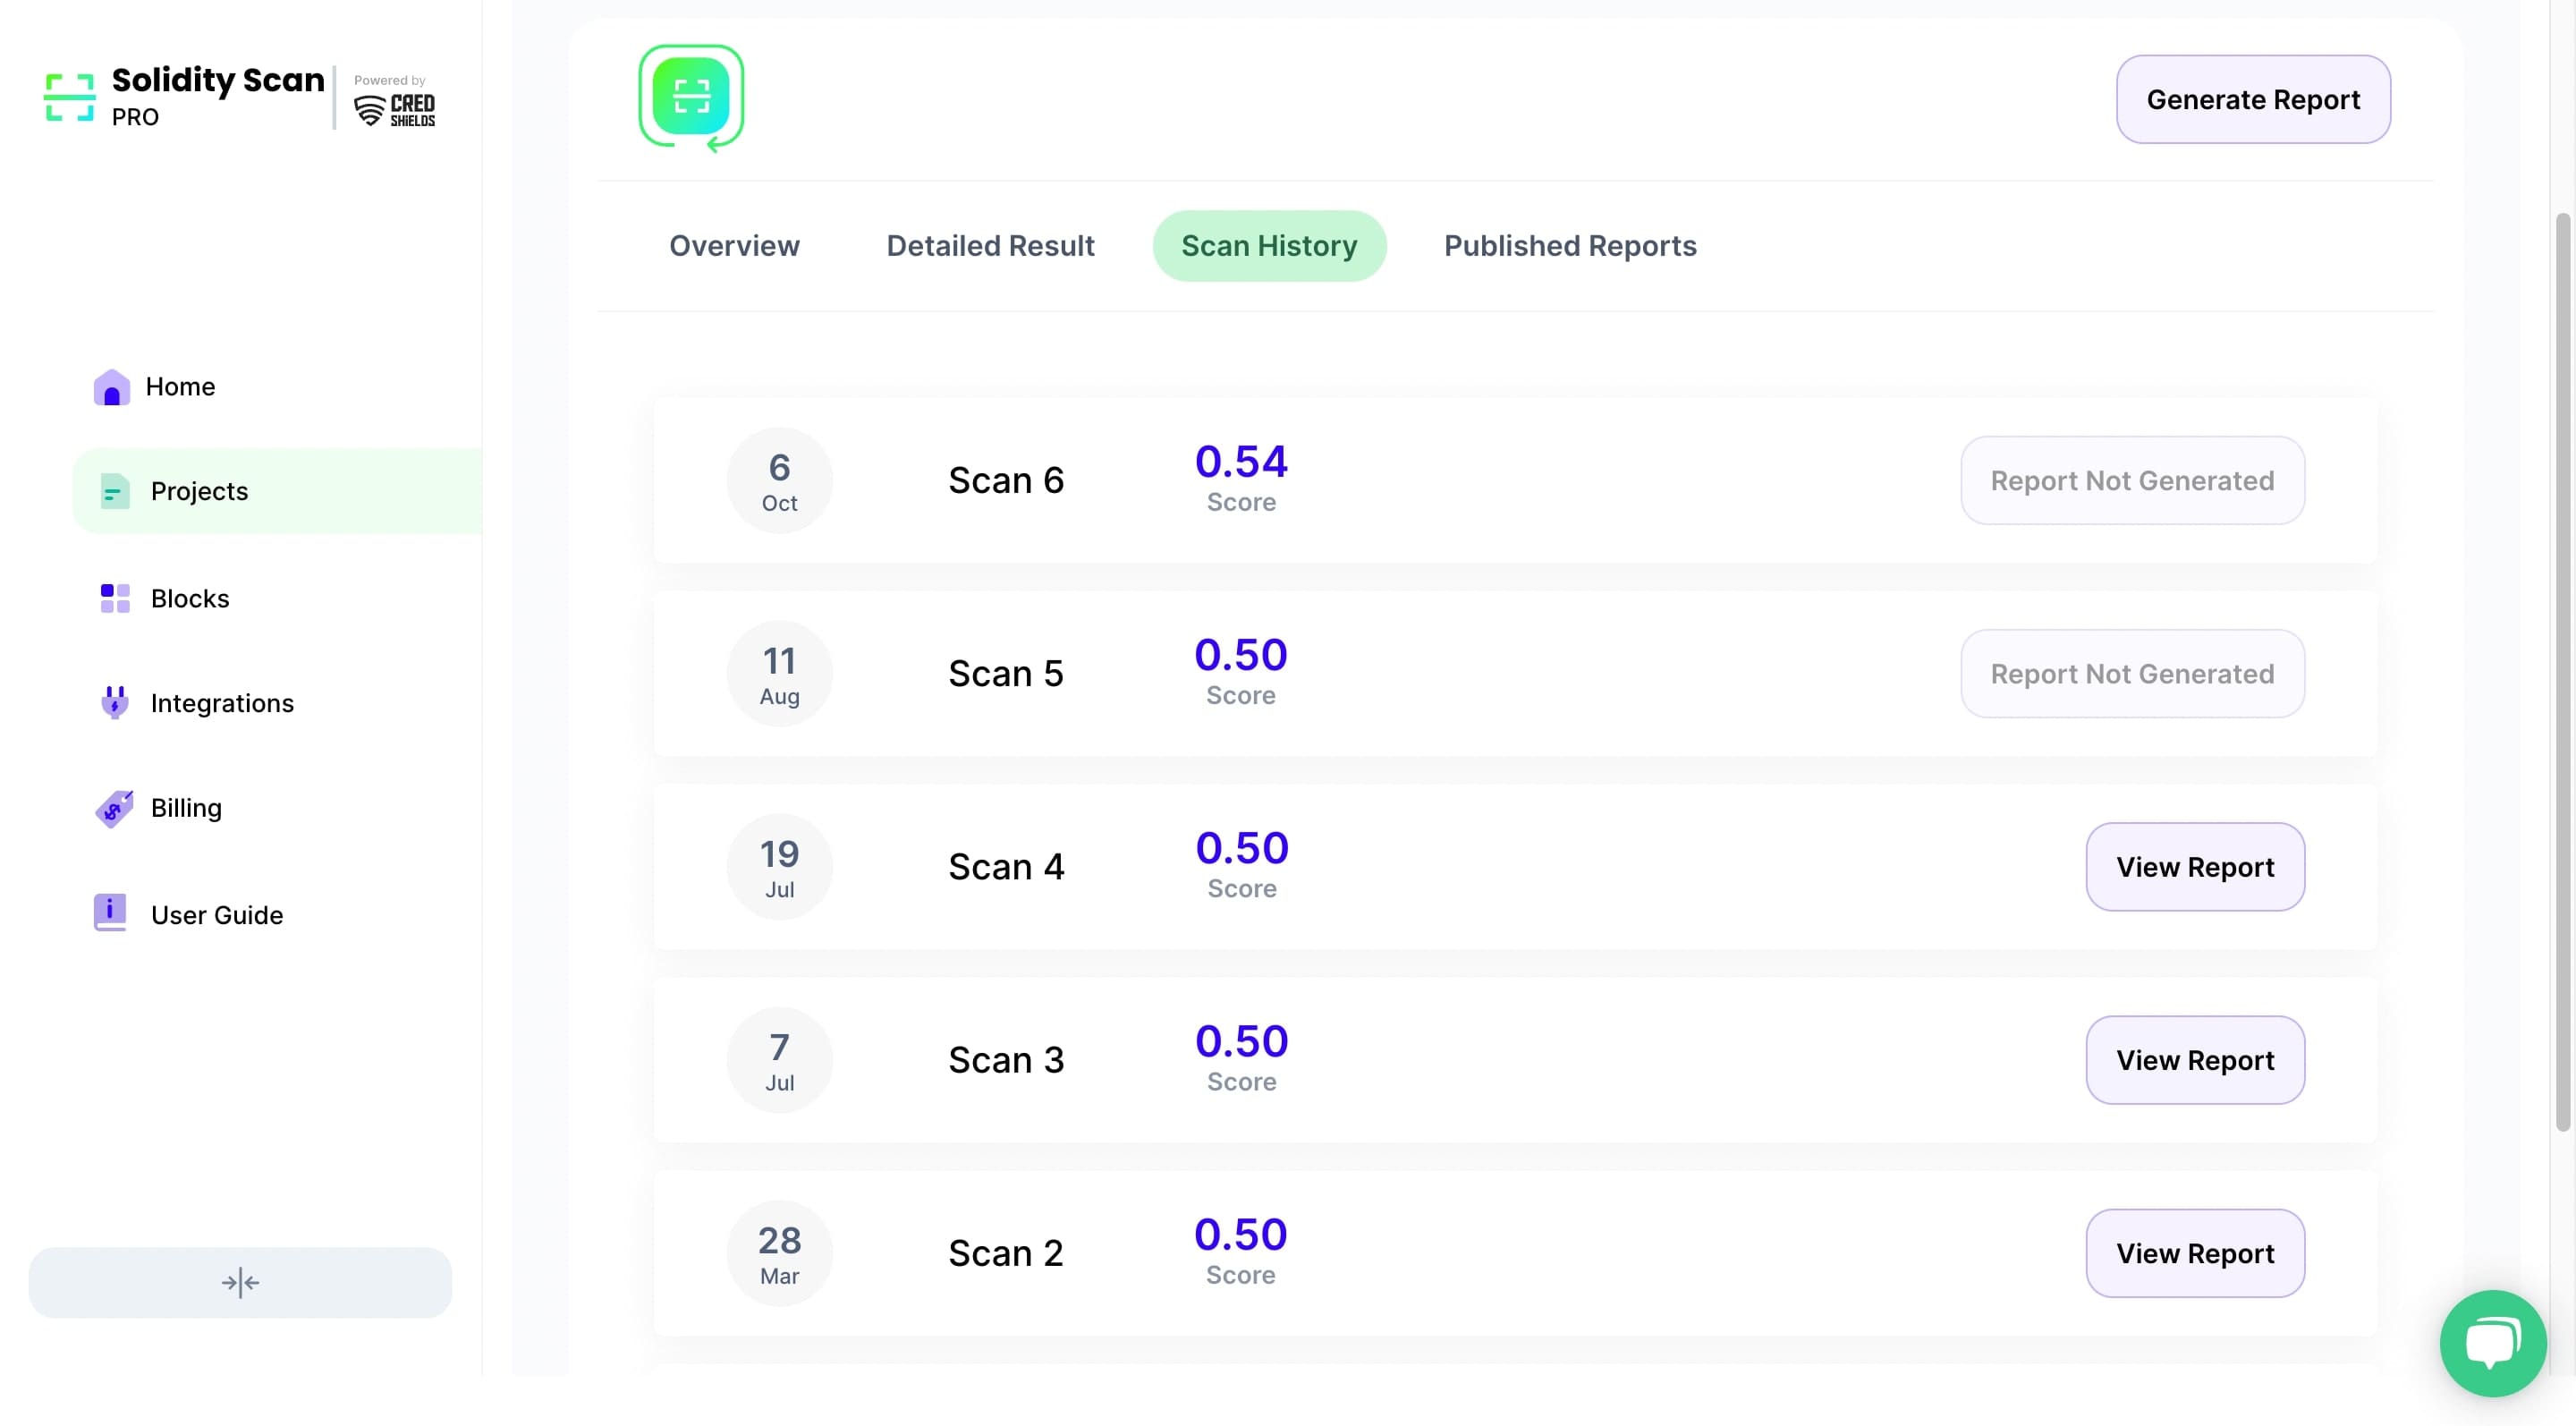 Solidity Scan
PRO
Powered by
CRED
SHIELDS
Generate Report
Overview
Detailed Result
Scan History
Published Reports
Home
Projects
Blocks
Integrations
Billing
User Guide
6
Oct
Scan 6
0.54
Score
Report Not Generated
11
Aug
Scan 5
0.50
Score
Report Not Generated
19
Jul
Scan 4
0.50
Score
View Report
7
Jul
Scan 3
0.50
Score
View Report
28
Mar
Scan 2
0.50
Score
View Report